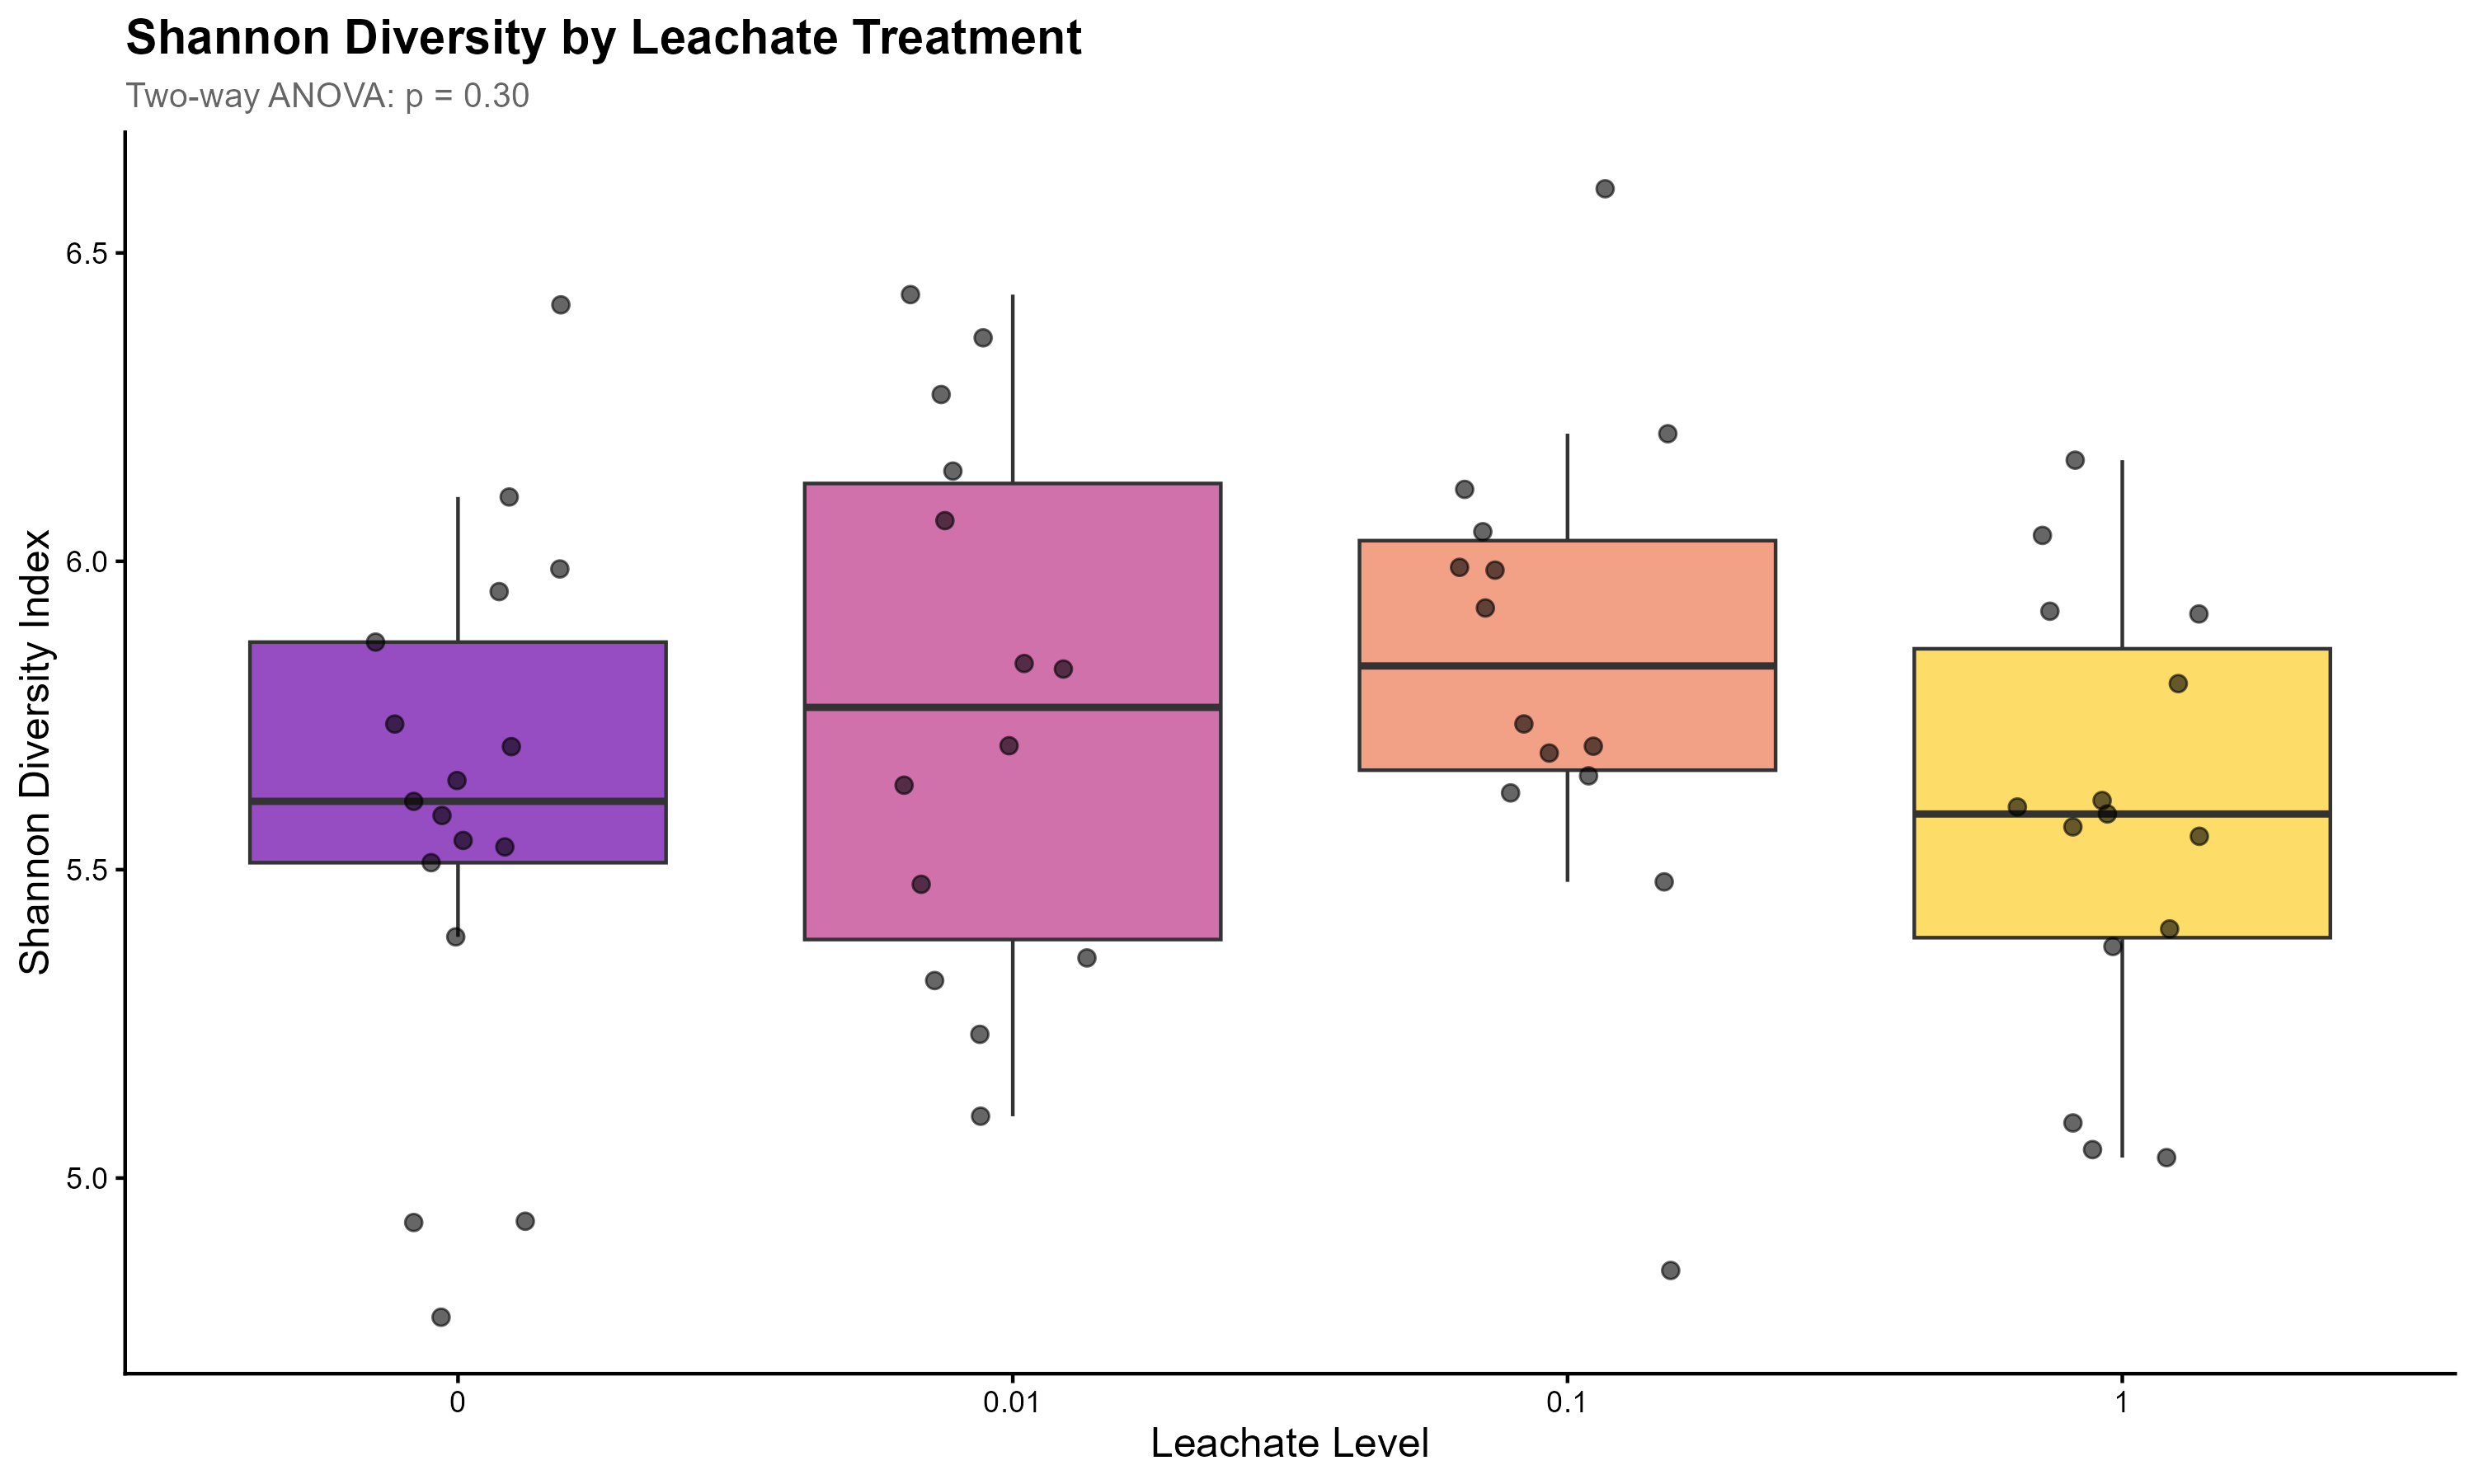 Shannon Diversity by Leachate Treatment
Two-way ANOVA: p = 0.30
Shannon Diversity Index
6.5
6.0
5.5
5.0
0
0.01
0.1
1
Leachate Level